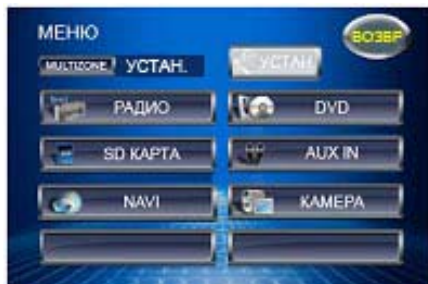 МЕНЮ ВОЗВР
MULTIZONE УСТАН. УСТАН
РАДИО DVD
SD КАРТА AUX IN
NAVI КАМЕРА